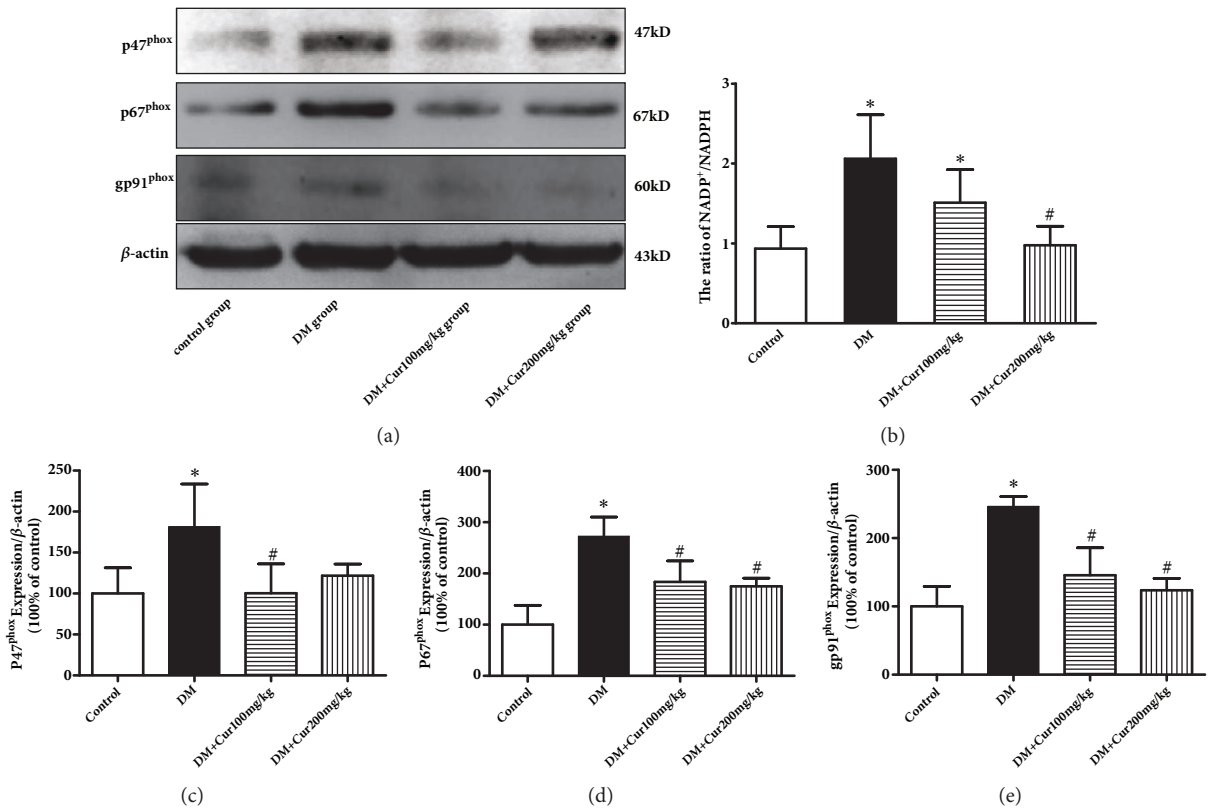 p47phox
47kD
p67phox
67kD
gp91phox
60kD
β-actin
43kD
control group
DM group
DM+Cur100mg/kg group
DM+Cur200mg/kg group
(a)
The ratio of NADP+/NADPH
3
2
1
0
*
*
#
Control
DM
DM+Cur100mg/kg
DM+Cur200mg/kg
(b)
P47phox Expression/β-actin
(100% of control)
250
200
150
100
50
0
*
#
Control
DM
DM+Cur100mg/kg
DM+Cur200mg/kg
(c)
P67phox Expression/β-actin
(100% of control)
400
300
200
100
0
*
#
#
Control
DM
DM+Cur100mg/kg
DM+Cur200mg/kg
(d)
gp91phox Expression/β-actin
(100% of control)
300
200
100
0
*
#
#
Control
DM
DM+Cur100mg/kg
DM+Cur200mg/kg
(e)